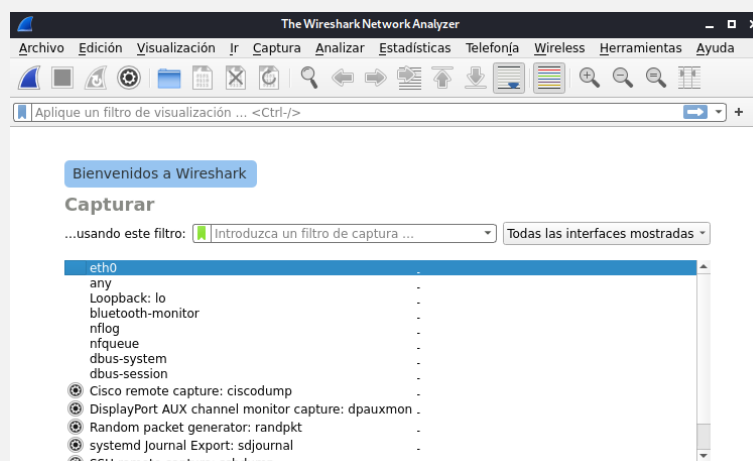 The Wireshark Network Analyzer
Archivo Edición Visualización Ir Captura Analizar Estadísticas Telefonía Wireless Herramientas Ayuda
Aplique un filtro de visualización ... <Ctrl-/>
Bienvenidos a Wireshark
Capturar
...usando este filtro: Introduzca un filtro de captura ... Todas las interfaces mostradas
eth0
any
Loopback: lo
bluetooth-monitor
nflog
nfqueue
dbus-system
dbus-session
Cisco remote capture: ciscodump
DisplayPort AUX channel monitor capture: dpauxmon
Random packet generator: randpkt
systemd Journal Export: sdjournal